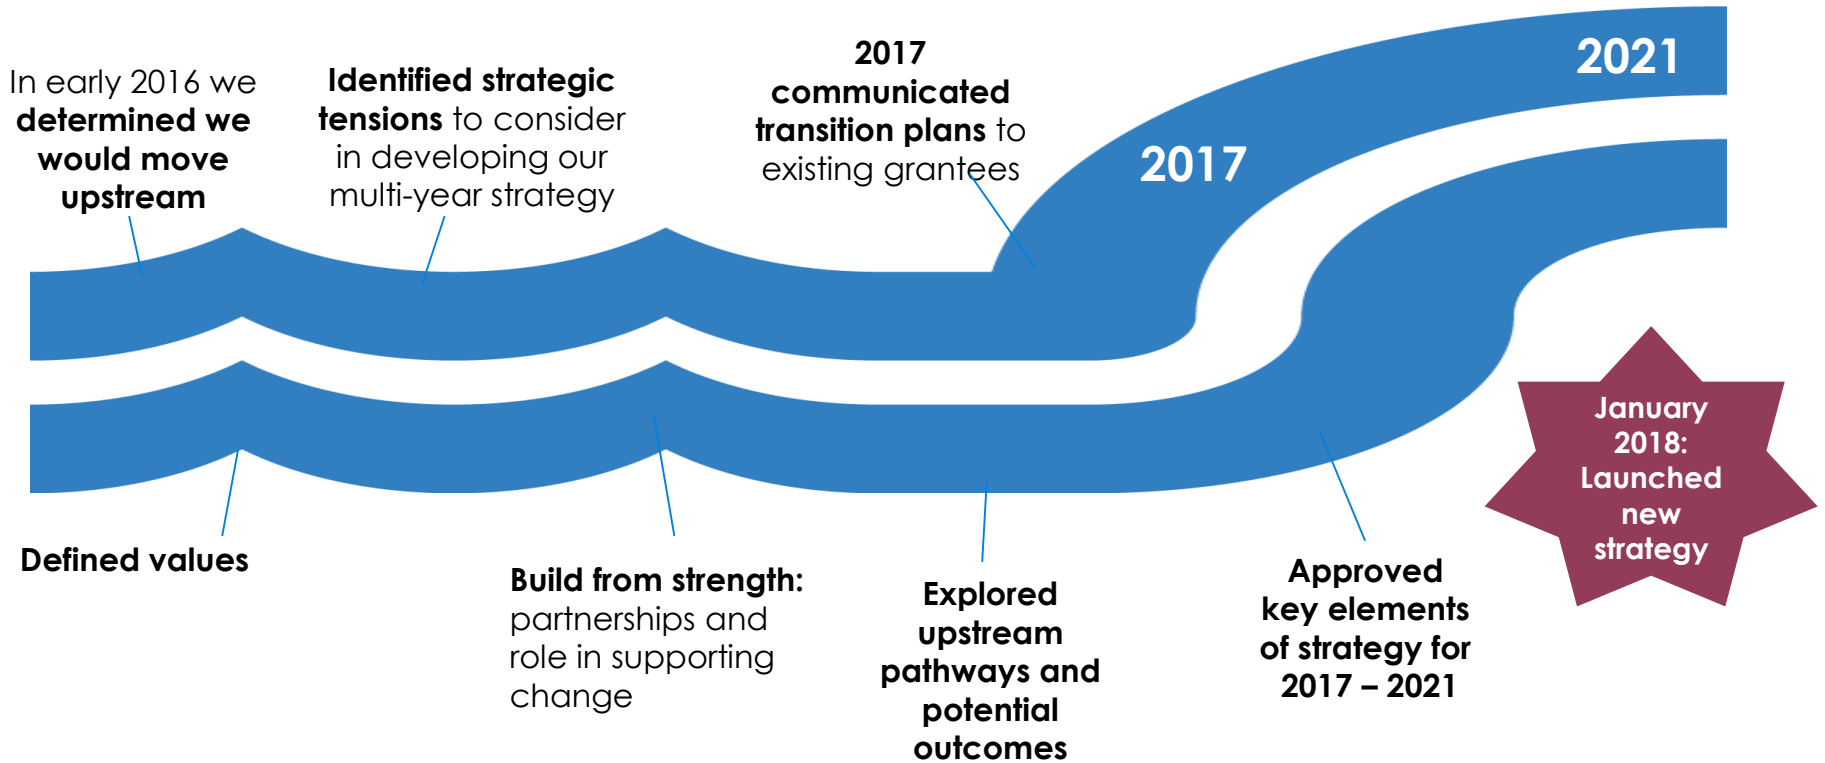 In early 2016 we
determined we
would move
upstream
Identified strategic
tensions to consider
in developing our
multi-year strategy
2017
communicated
transition plans to
existing grantees
2017
2021
Defined values
Build from strength:
partnerships and
role in supporting
change
Explored
upstream
pathways and
potential
outcomes
Approved
key elements
of strategy for
2017 – 2021
January
2018:
Launched
new
strategy